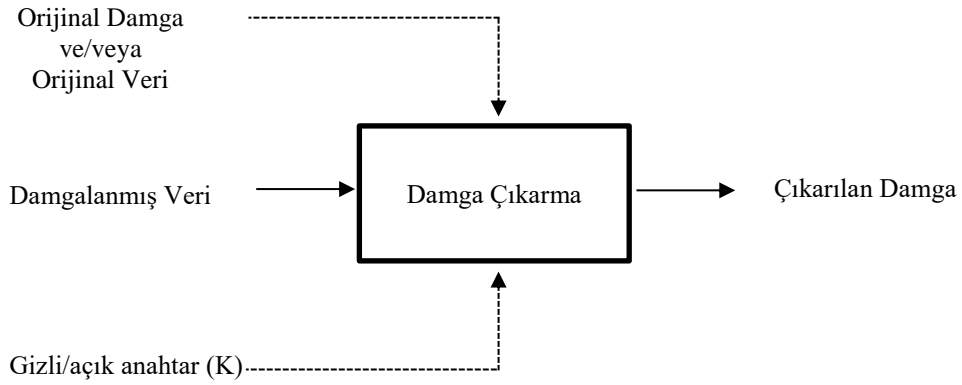 Orijinal Damga
ve/veya
Orijinal Veri
Damgalanmış Veri
Damga Çıkarma
Çıkarılan Damga
Gizli/açık anahtar (K)